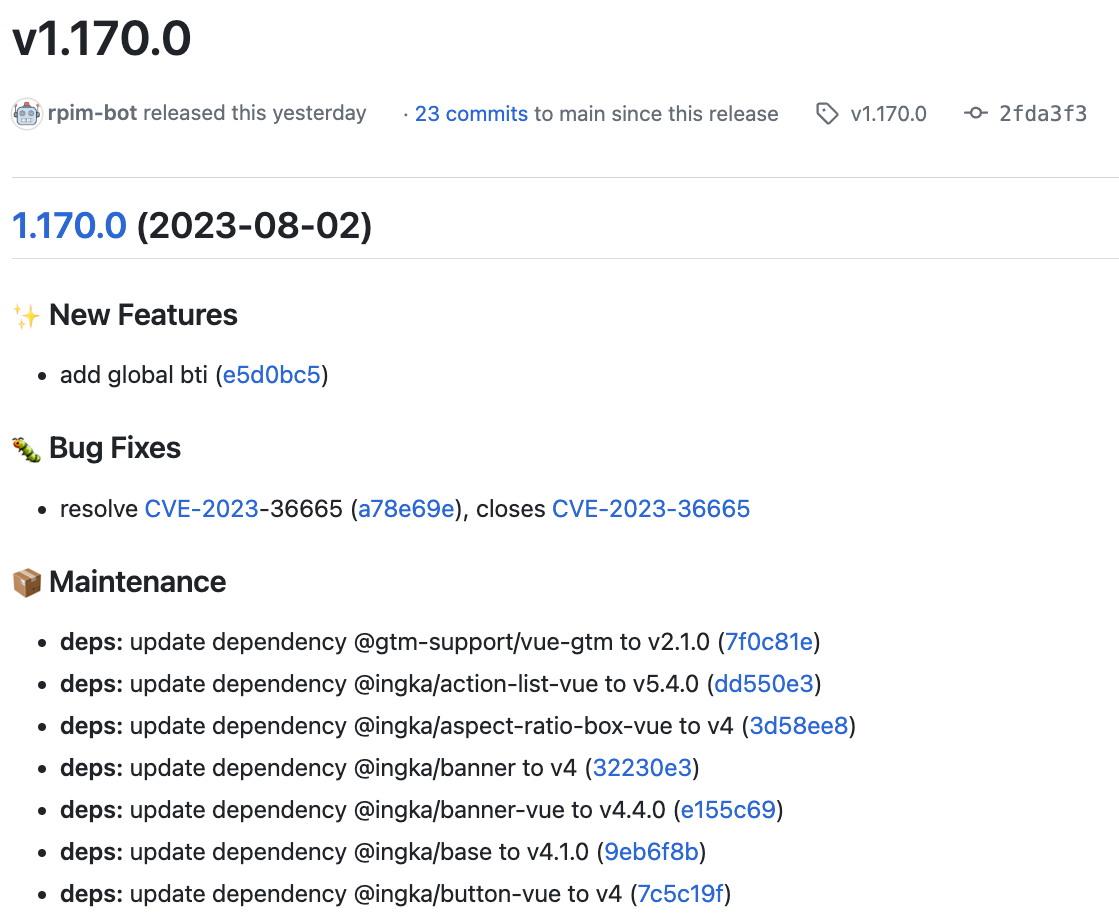 v1.170.0
rpim-bot released this yesterday · 23 commits to main since this release v1.170.0 2fda3f3
1.170.0 (2023-08-02)
✨ New Features
• add global bti (e5d0bc5)
🐛 Bug Fixes
• resolve CVE-2023-36665 (a78e69e), closes CVE-2023-36665
📦 Maintenance
• deps: update dependency @gtm-support/vue-gtm to v2.1.0 (7f0c81e)
• deps: update dependency @ingka/action-list-vue to v5.4.0 (dd550e3)
• deps: update dependency @ingka/aspect-ratio-box-vue to v4 (3d58ee8)
• deps: update dependency @ingka/banner to v4 (32230e3)
• deps: update dependency @ingka/banner-vue to v4.4.0 (e155c69)
• deps: update dependency @ingka/base to v4.1.0 (9eb6f8b)
• deps: update dependency @ingka/button-vue to v4 (7c5c19f)